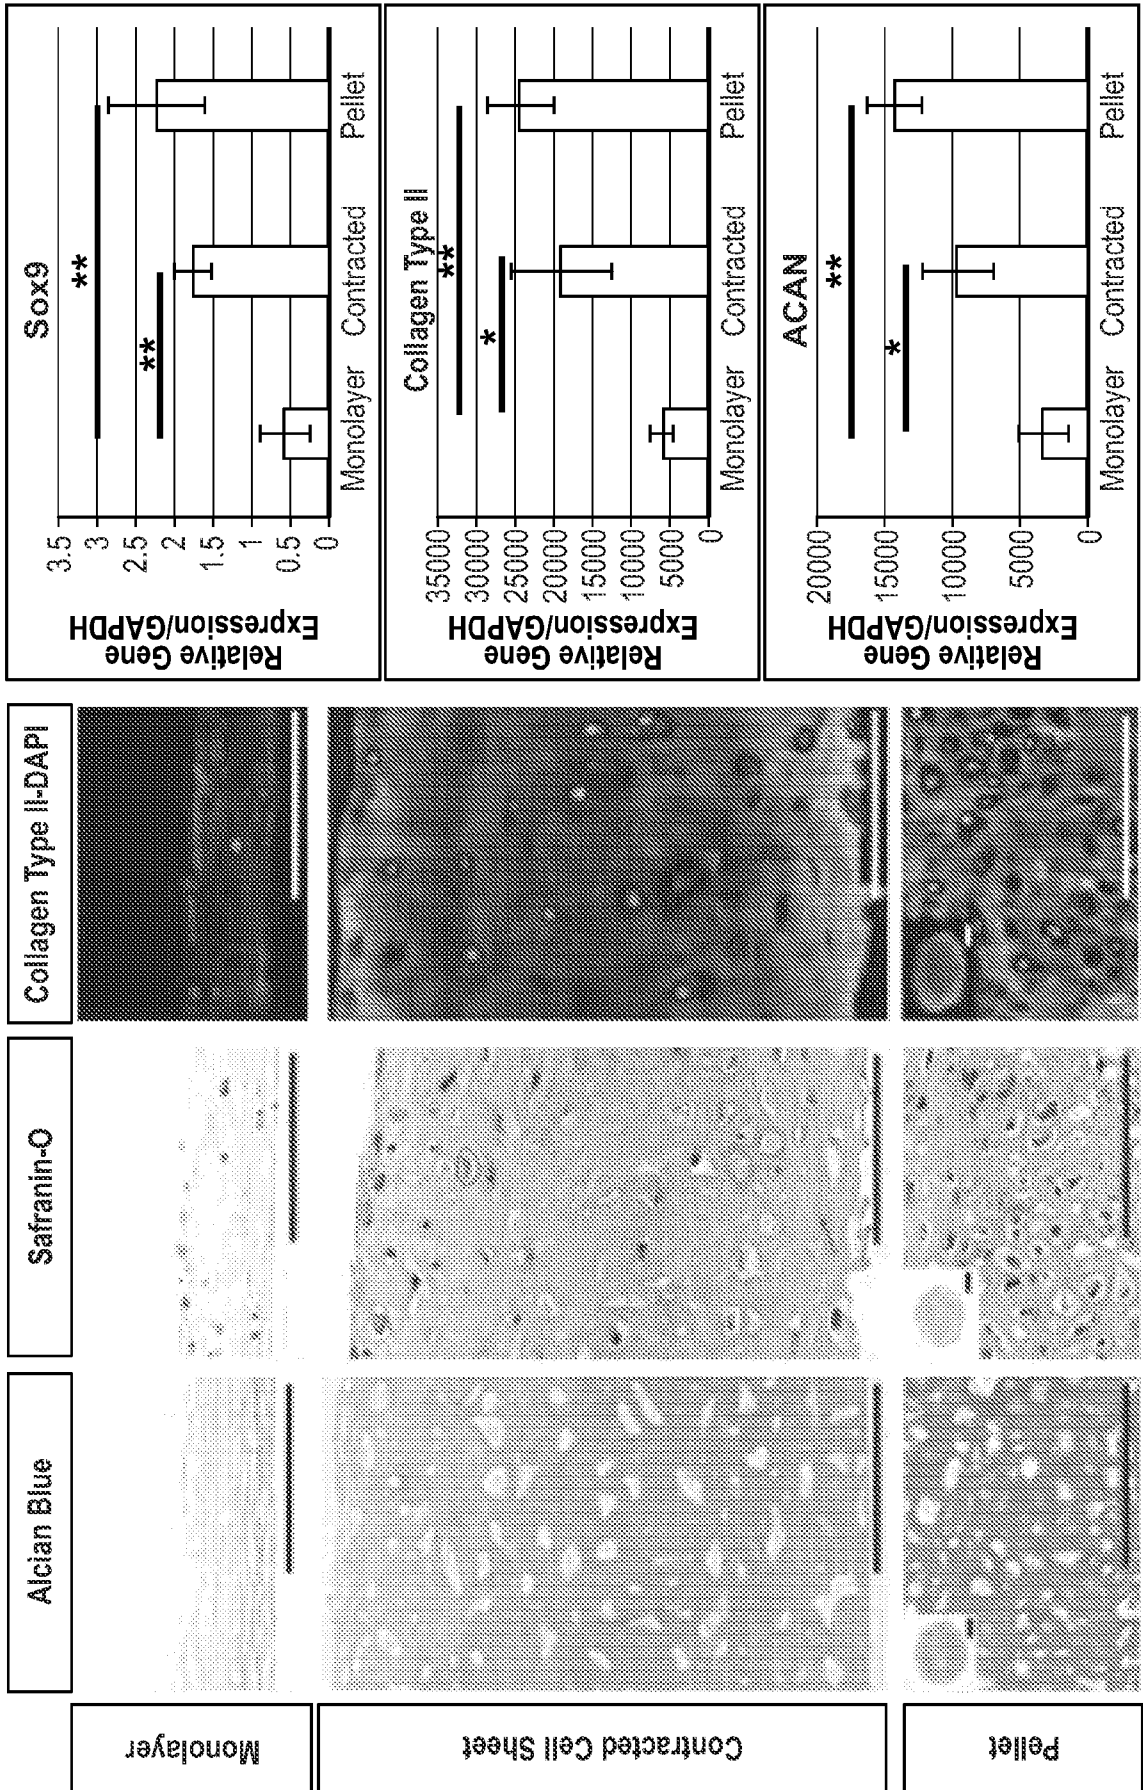 Alcian Blue
Safranin-O
Collagen Type II-DAPI
Monolayer
Contracted Cell Sheet
Pellet
Sox9
Relative Gene
Expression/GAPDH
3.5
3
2.5
2
1.5
1
0.5
0
**
**
Monolayer Contracted Pellet
Collagen Type II
Relative Gene
Expression/GAPDH
35000
30000
25000
20000
15000
10000
5000
0
**
*
Monolayer Contracted Pellet
ACAN
Relative Gene
Expression/GAPDH
20000
15000
10000
5000
0
**
*
Monolayer Contracted Pellet